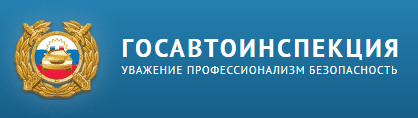 ГОСАВТОИНСПЕКЦИЯ
УВАЖЕНИЕ ПРОФЕССИОНАЛИЗМ БЕЗОПАСНОСТЬ